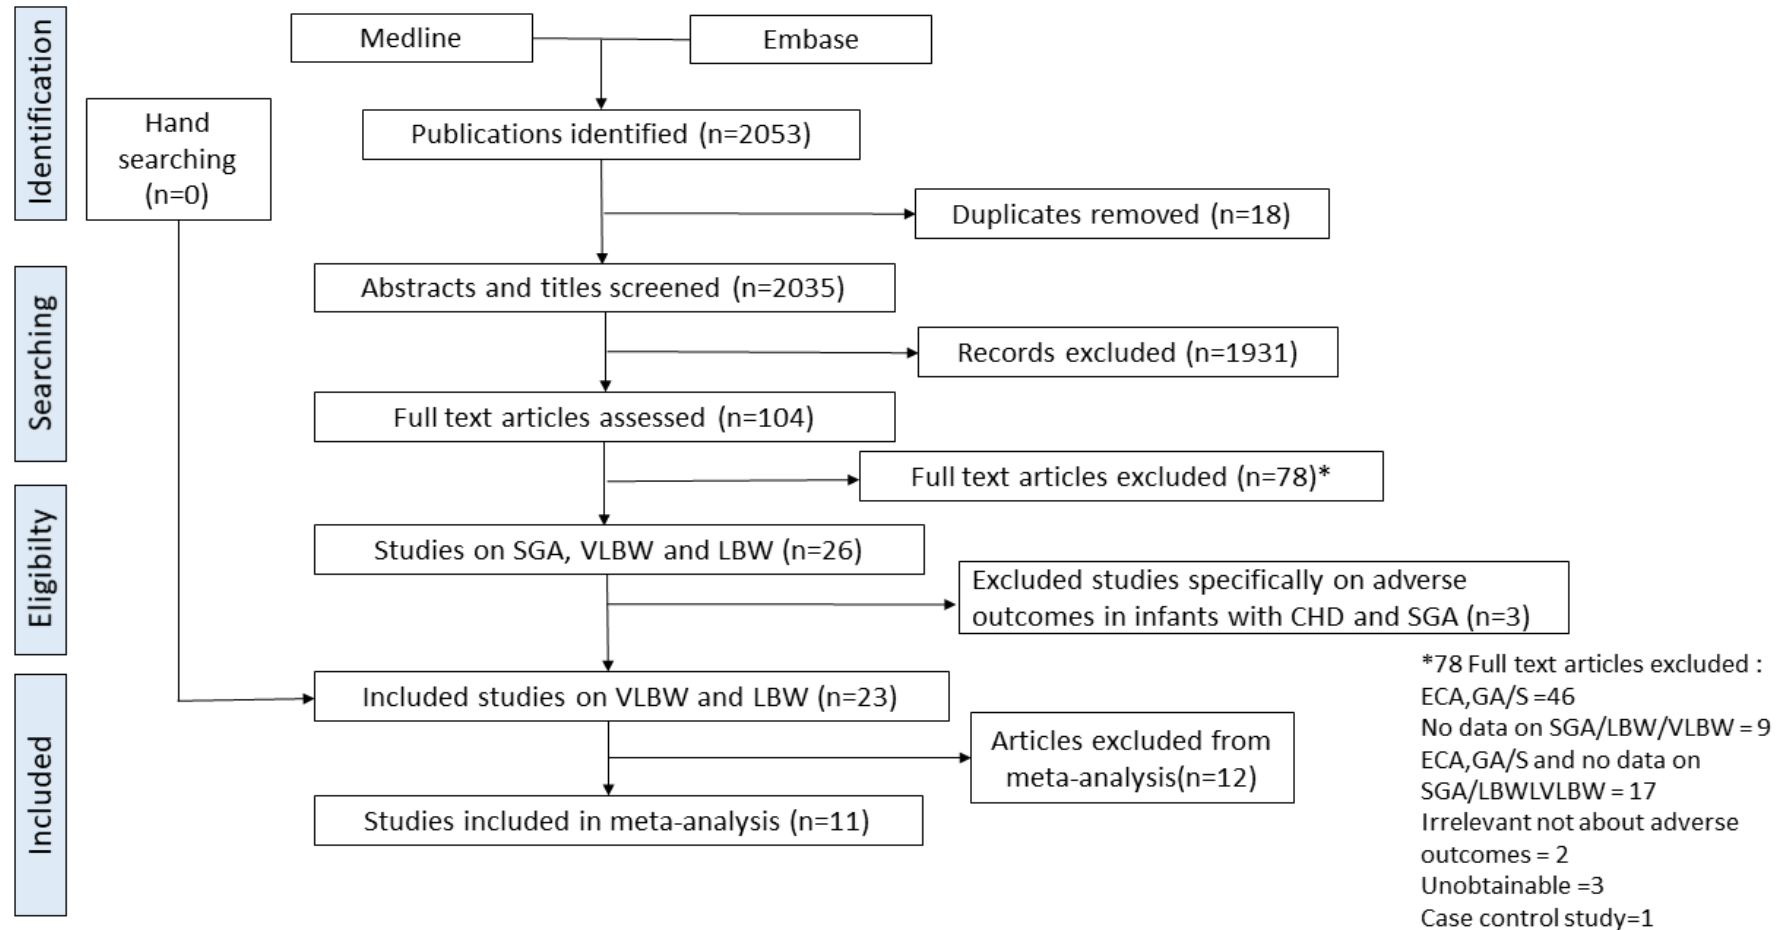 Identification
Medline
Embase
Hand
searching
(n=0)
Publications identified (n=2053)
Duplicates removed (n=18)
Searching
Abstracts and titles screened (n=2035)
Records excluded (n=1931)
Full text articles assessed (n=104)
Full text articles excluded (n=78)*
Eligibilty
Studies on SGA, VLBW and LBW (n=26)
Excluded studies specifically on adverse
outcomes in infants with CHD and SGA (n=3)
Included
Included studies on VLBW and LBW (n=23)
Articles excluded from
meta-analysis(n=12)
Studies included in meta-analysis (n=11)
*78 Full text articles excluded :
ECA,GA/S =46
No data on SGA/LBW/VLBW = 9
ECA,GA/S and no data on
SGA/LBWLVLBW = 17
Irrelevant not about adverse
outcomes = 2
Unobtainable =3
Case control study=1